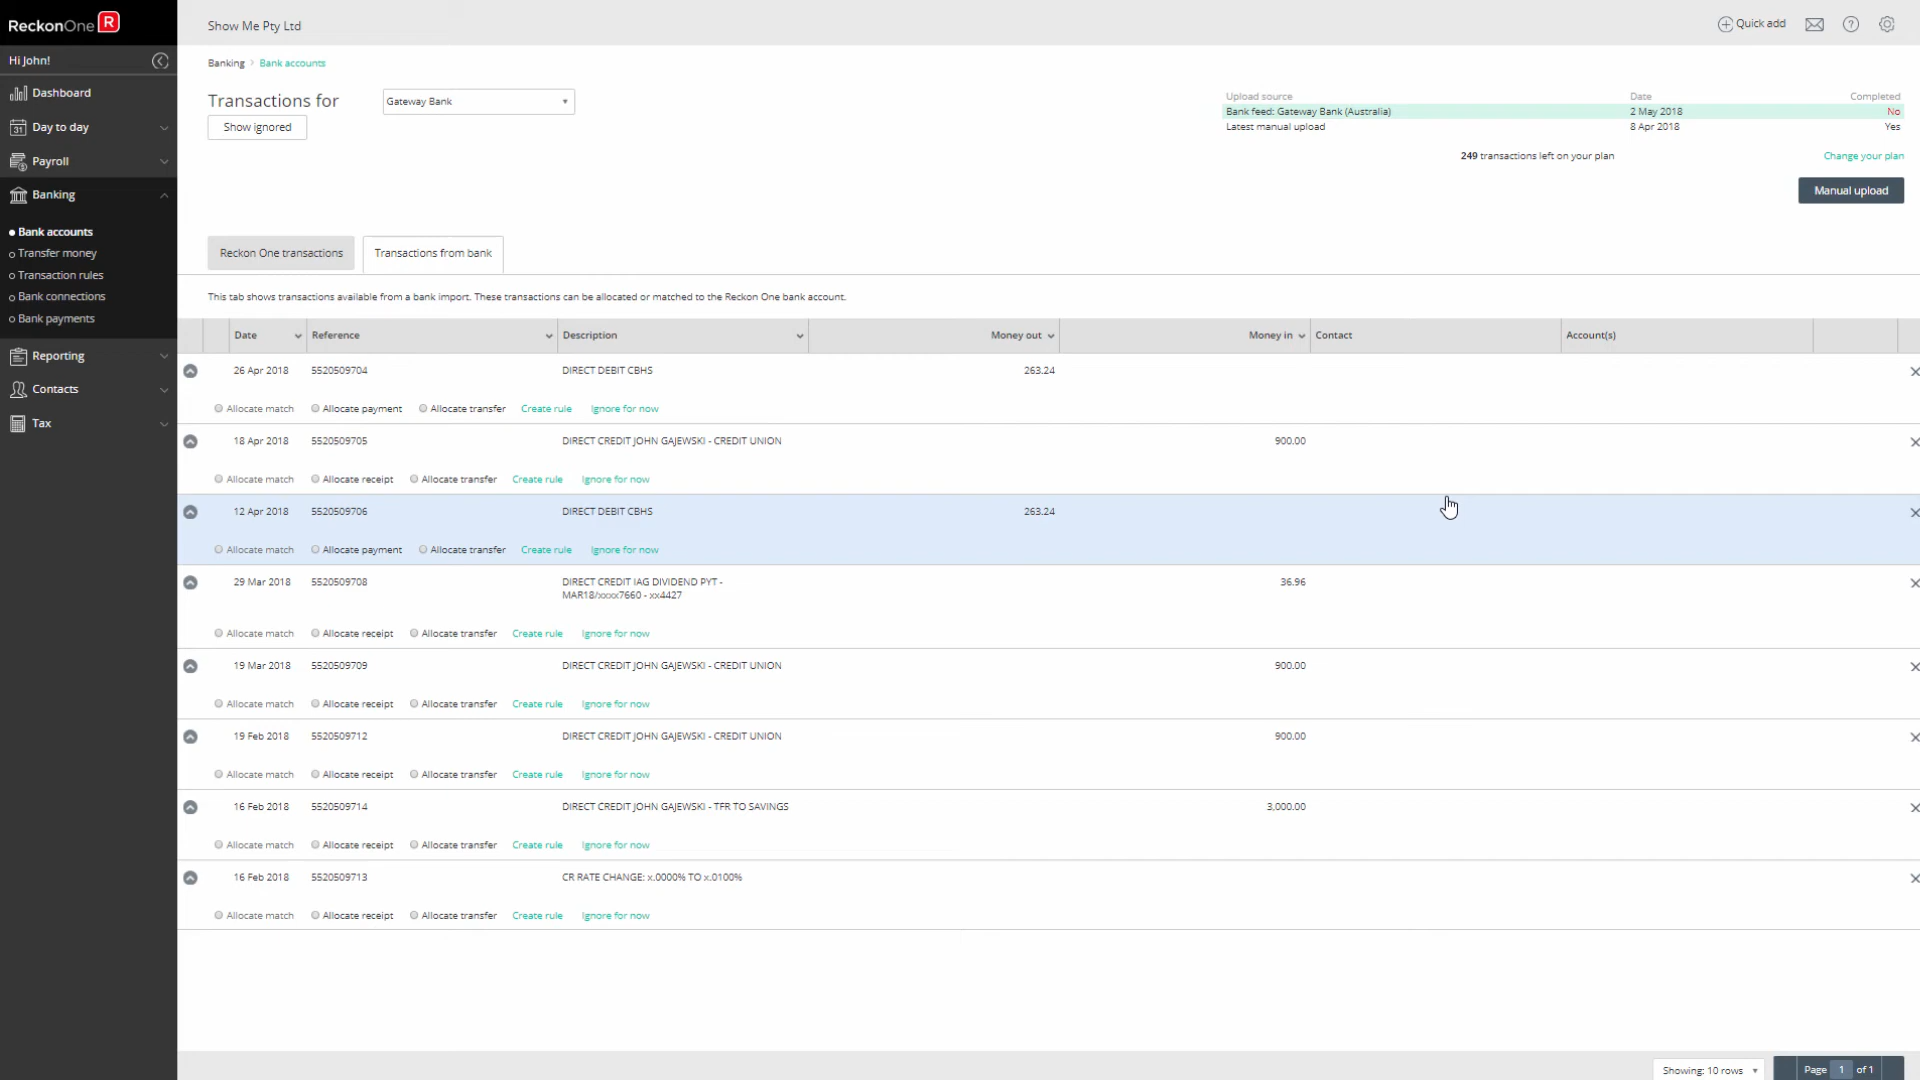 ReckonOne R
Show Me Pty Ltd
Quick add
Hi John!
Dashboard
31 Day to day
Payroll
Banking
Bank accounts
Transfer money
Transaction rules
Bank connections
Bank payments
Reporting
Contacts
Tax
Banking > Bank accounts
Transactions for
Gateway Bank
Show ignored
Upload source Date Completed
Bank feed: Gateway Bank (Australia) 2 May 2018 No
Latest manual upload 8 Apr 2018 Yes
249 transactions left on your plan Change your plan
Manual upload
Reckon One transactions Transactions from bank
This tab shows transactions available from a bank import. These transactions can be allocated or matched to the Reckon One bank account.
Date Reference Description Money out Money in Contact Account(s)
26 Apr 2018 5520509704 DIRECT DEBIT CBHS 263.24
Allocate match Allocate payment Allocate transfer Create rule Ignore for now
18 Apr 2018 5520509705 DIRECT CREDIT JOHN GAJEWSKI - CREDIT UNION 900.00
Allocate match Allocate receipt Allocate transfer Create rule Ignore for now
12 Apr 2018 5520509706 DIRECT DEBIT CBHS 263.24
Allocate match Allocate payment Allocate transfer Create rule Ignore for now
29 Mar 2018 5520509708 DIRECT CREDIT IAG DIVIDEND PYT - 36.96
MAR18/xxxx7660 - xx4427
Allocate match Allocate receipt Allocate transfer Create rule Ignore for now
19 Mar 2018 5520509709 DIRECT CREDIT JOHN GAJEWSKI - CREDIT UNION 900.00
Allocate match Allocate receipt Allocate transfer Create rule Ignore for now
19 Feb 2018 5520509712 DIRECT CREDIT JOHN GAJEWSKI - CREDIT UNION 900.00
Allocate match Allocate receipt Allocate transfer Create rule Ignore for now
16 Feb 2018 5520509714 DIRECT CREDIT JOHN GAJEWSKI - TFR TO SAVINGS 3,000.00
Allocate match Allocate receipt Allocate transfer Create rule Ignore for now
16 Feb 2018 5520509713 CR RATE CHANGE: x.0000% TO x.0100%
Allocate match Allocate receipt Allocate transfer Create rule Ignore for now
Showing: 10 rows Page 1 of 1